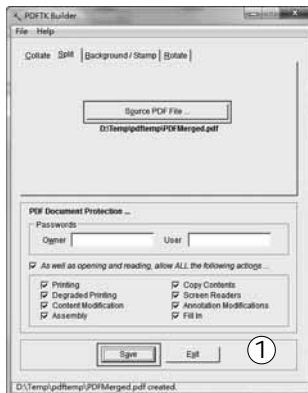 PDFTK Builder
File Help
Collate Split Background / Stamp Rotate
Source PDF File ...
D:\Temp\pdftemp\PDFMerged.pdf
PDF Document Protection ...
Passwords
Owner User
As well as opening and reading, allow ALL the following actions ...
Printing Copy Contents
Degraded Printing Screen Readers
Content Modification Annotation Modifications
Assembly Fill In
Save Exit ①
D:\Temp\pdftemp\PDFMerged.pdf created.